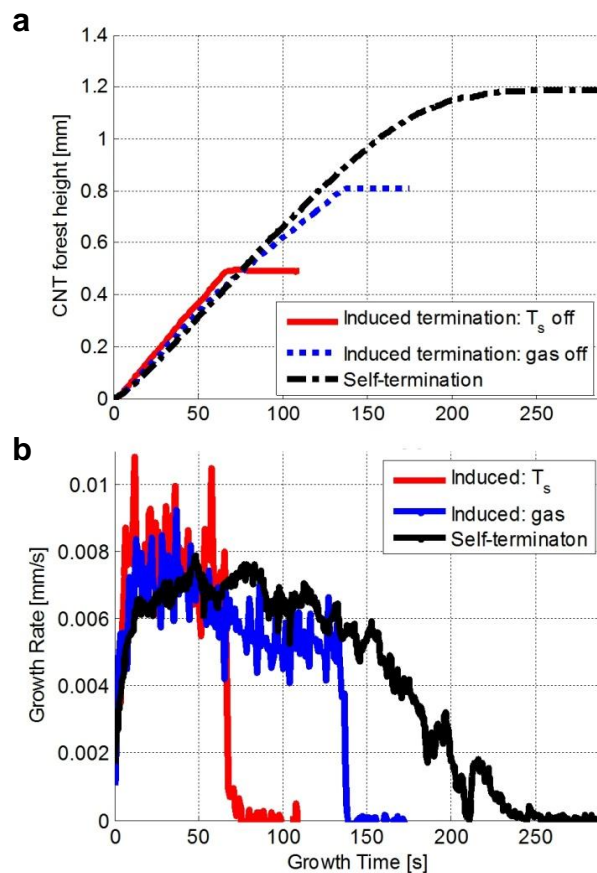 a
1.4
1.2
1
0.8
0.6
0.4
0.2
0
CNT forest height [mm]
0 50 100 150 200 250
Induced termination: Ts off
Induced termination: gas off
Self-termination
b
0.01
0.008
0.006
0.004
0.002
0
Growth Rate [mm/s]
Induced: Ts
Induced: gas
Self-terminaton
0 50 100 150 200 250
Growth Time [s]